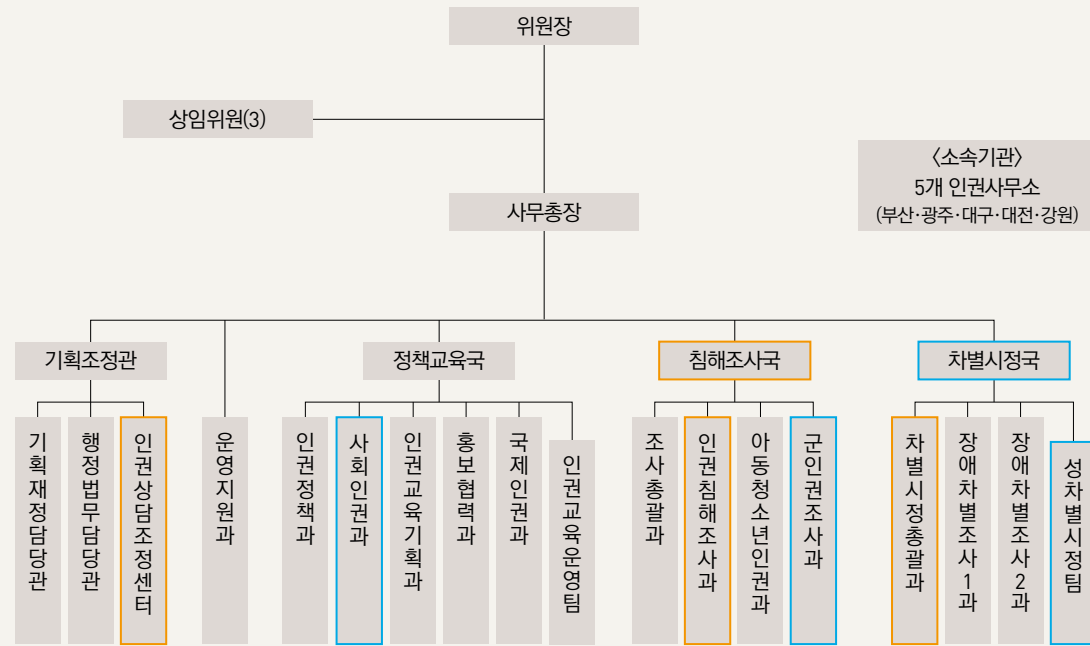 위원장
상임위원(3)
〈소속기관〉
5개 인권사무소
(부산·광주·대구·대전·강원)
사무총장
기획조정관
정책교육국
침해조사국
차별시정국
기획재정담당관
행정법무담당관
인권상담조정센터
운영지원과
인권정책과
사회인권과
인권교육기획과
홍보협력과
국제인권과
인권교육운영팀
조사총괄과
인권침해조사과
아동청소년인권과
군인권조사과
차별시정총괄과
장애차별조사1과
장애차별조사2과
성차별시정팀